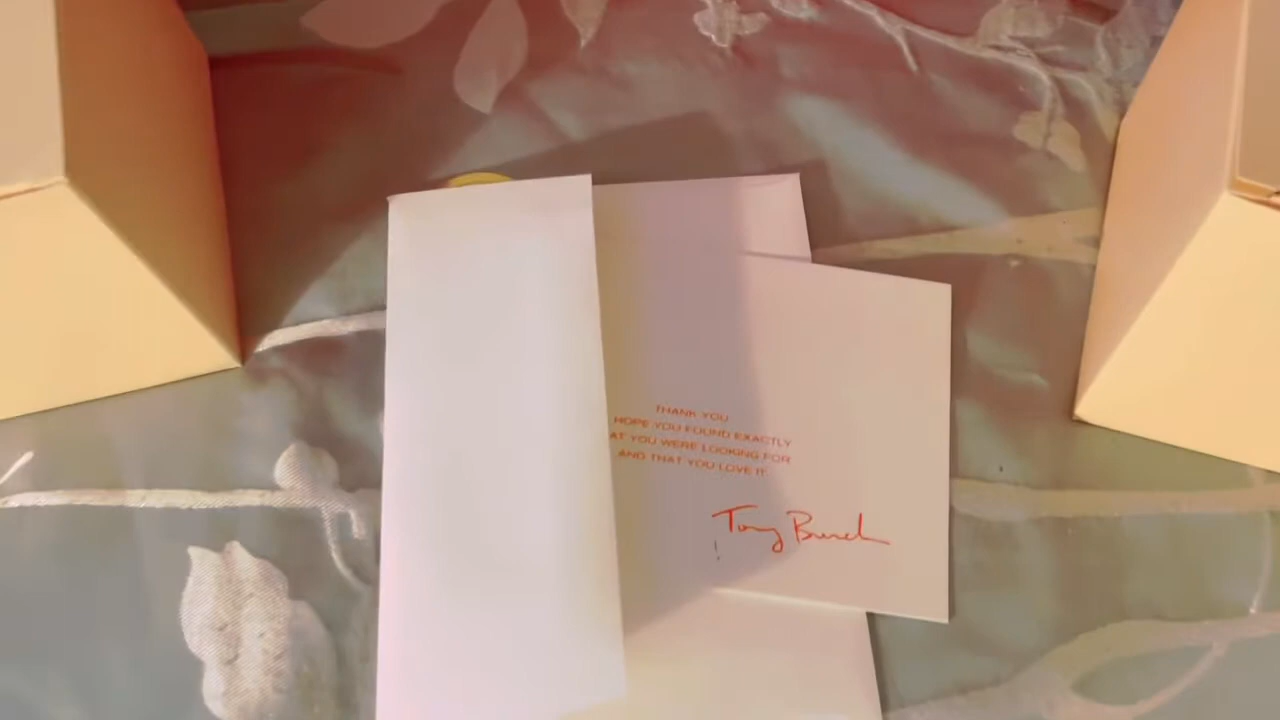 THANK YOU
HOPE YOU FOUND EXACTLY
AT YOU WERE LOOKING FOR
AND THAT YOU LOVE IT.
Tory Burch